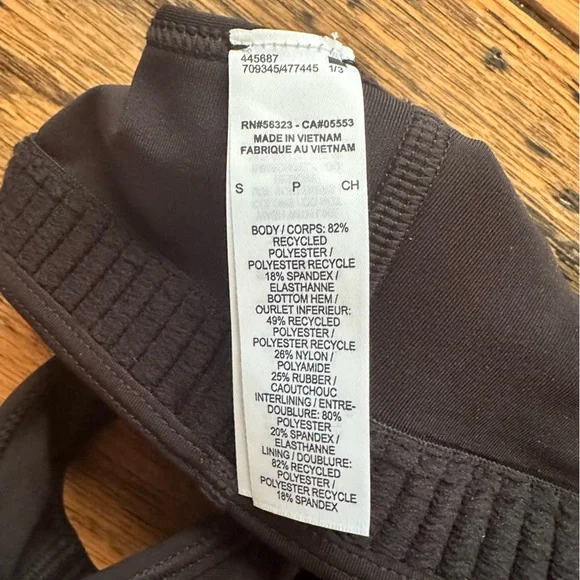 445687
709345/477445 1/3
RN#56323 - CA#05553
MADE IN VIETNAM
FABRIQUE AU VIETNAM
S P CH
BODY / CORPS: 82%
RECYCLED
POLYESTER /
POLYESTER RECYCLE
18% SPANDEX /
ELASTHANNE
BOTTOM HEM /
OURLET INFERIEUR:
49% RECYCLED
POLYESTER /
POLYESTER RECYCLE
26% NYLON /
POLYAMIDE
25% RUBBER /
CAOUTCHOUC
INTERLINING / ENTRE-
DOUBLURE: 80%
POLYESTER
20% SPANDEX /
ELASTHANNE
LINING / DOUBLURE:
82% RECYCLED
POLYESTER /
POLYESTER RECYCLE
18% SPANDEX